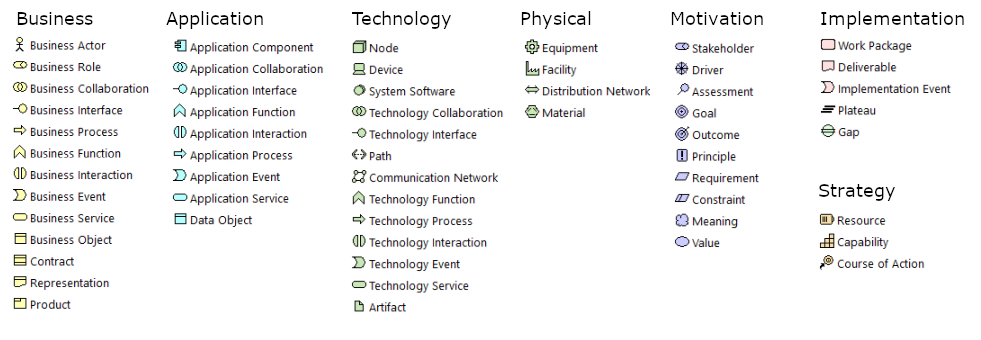 Business
Business Actor
Business Role
Business Collaboration
Business Interface
Business Process
Business Function
Business Interaction
Business Event
Business Service
Business Object
Contract
Representation
Product
Application
Application Component
Application Collaboration
Application Interface
Application Function
Application Interaction
Application Process
Application Event
Application Service
Data Object
Technology
Node
Device
System Software
Technology Collaboration
Technology Interface
Path
Communication Network
Technology Function
Technology Process
Technology Interaction
Technology Event
Technology Service
Artifact
Physical
Equipment
Facility
Distribution Network
Material
Motivation
Stakeholder
Driver
Assessment
Goal
Outcome
Principle
Requirement
Constraint
Meaning
Value
Implementation
Work Package
Deliverable
Implementation Event
Plateau
Gap
Strategy
Resource
Capability
Course of Action